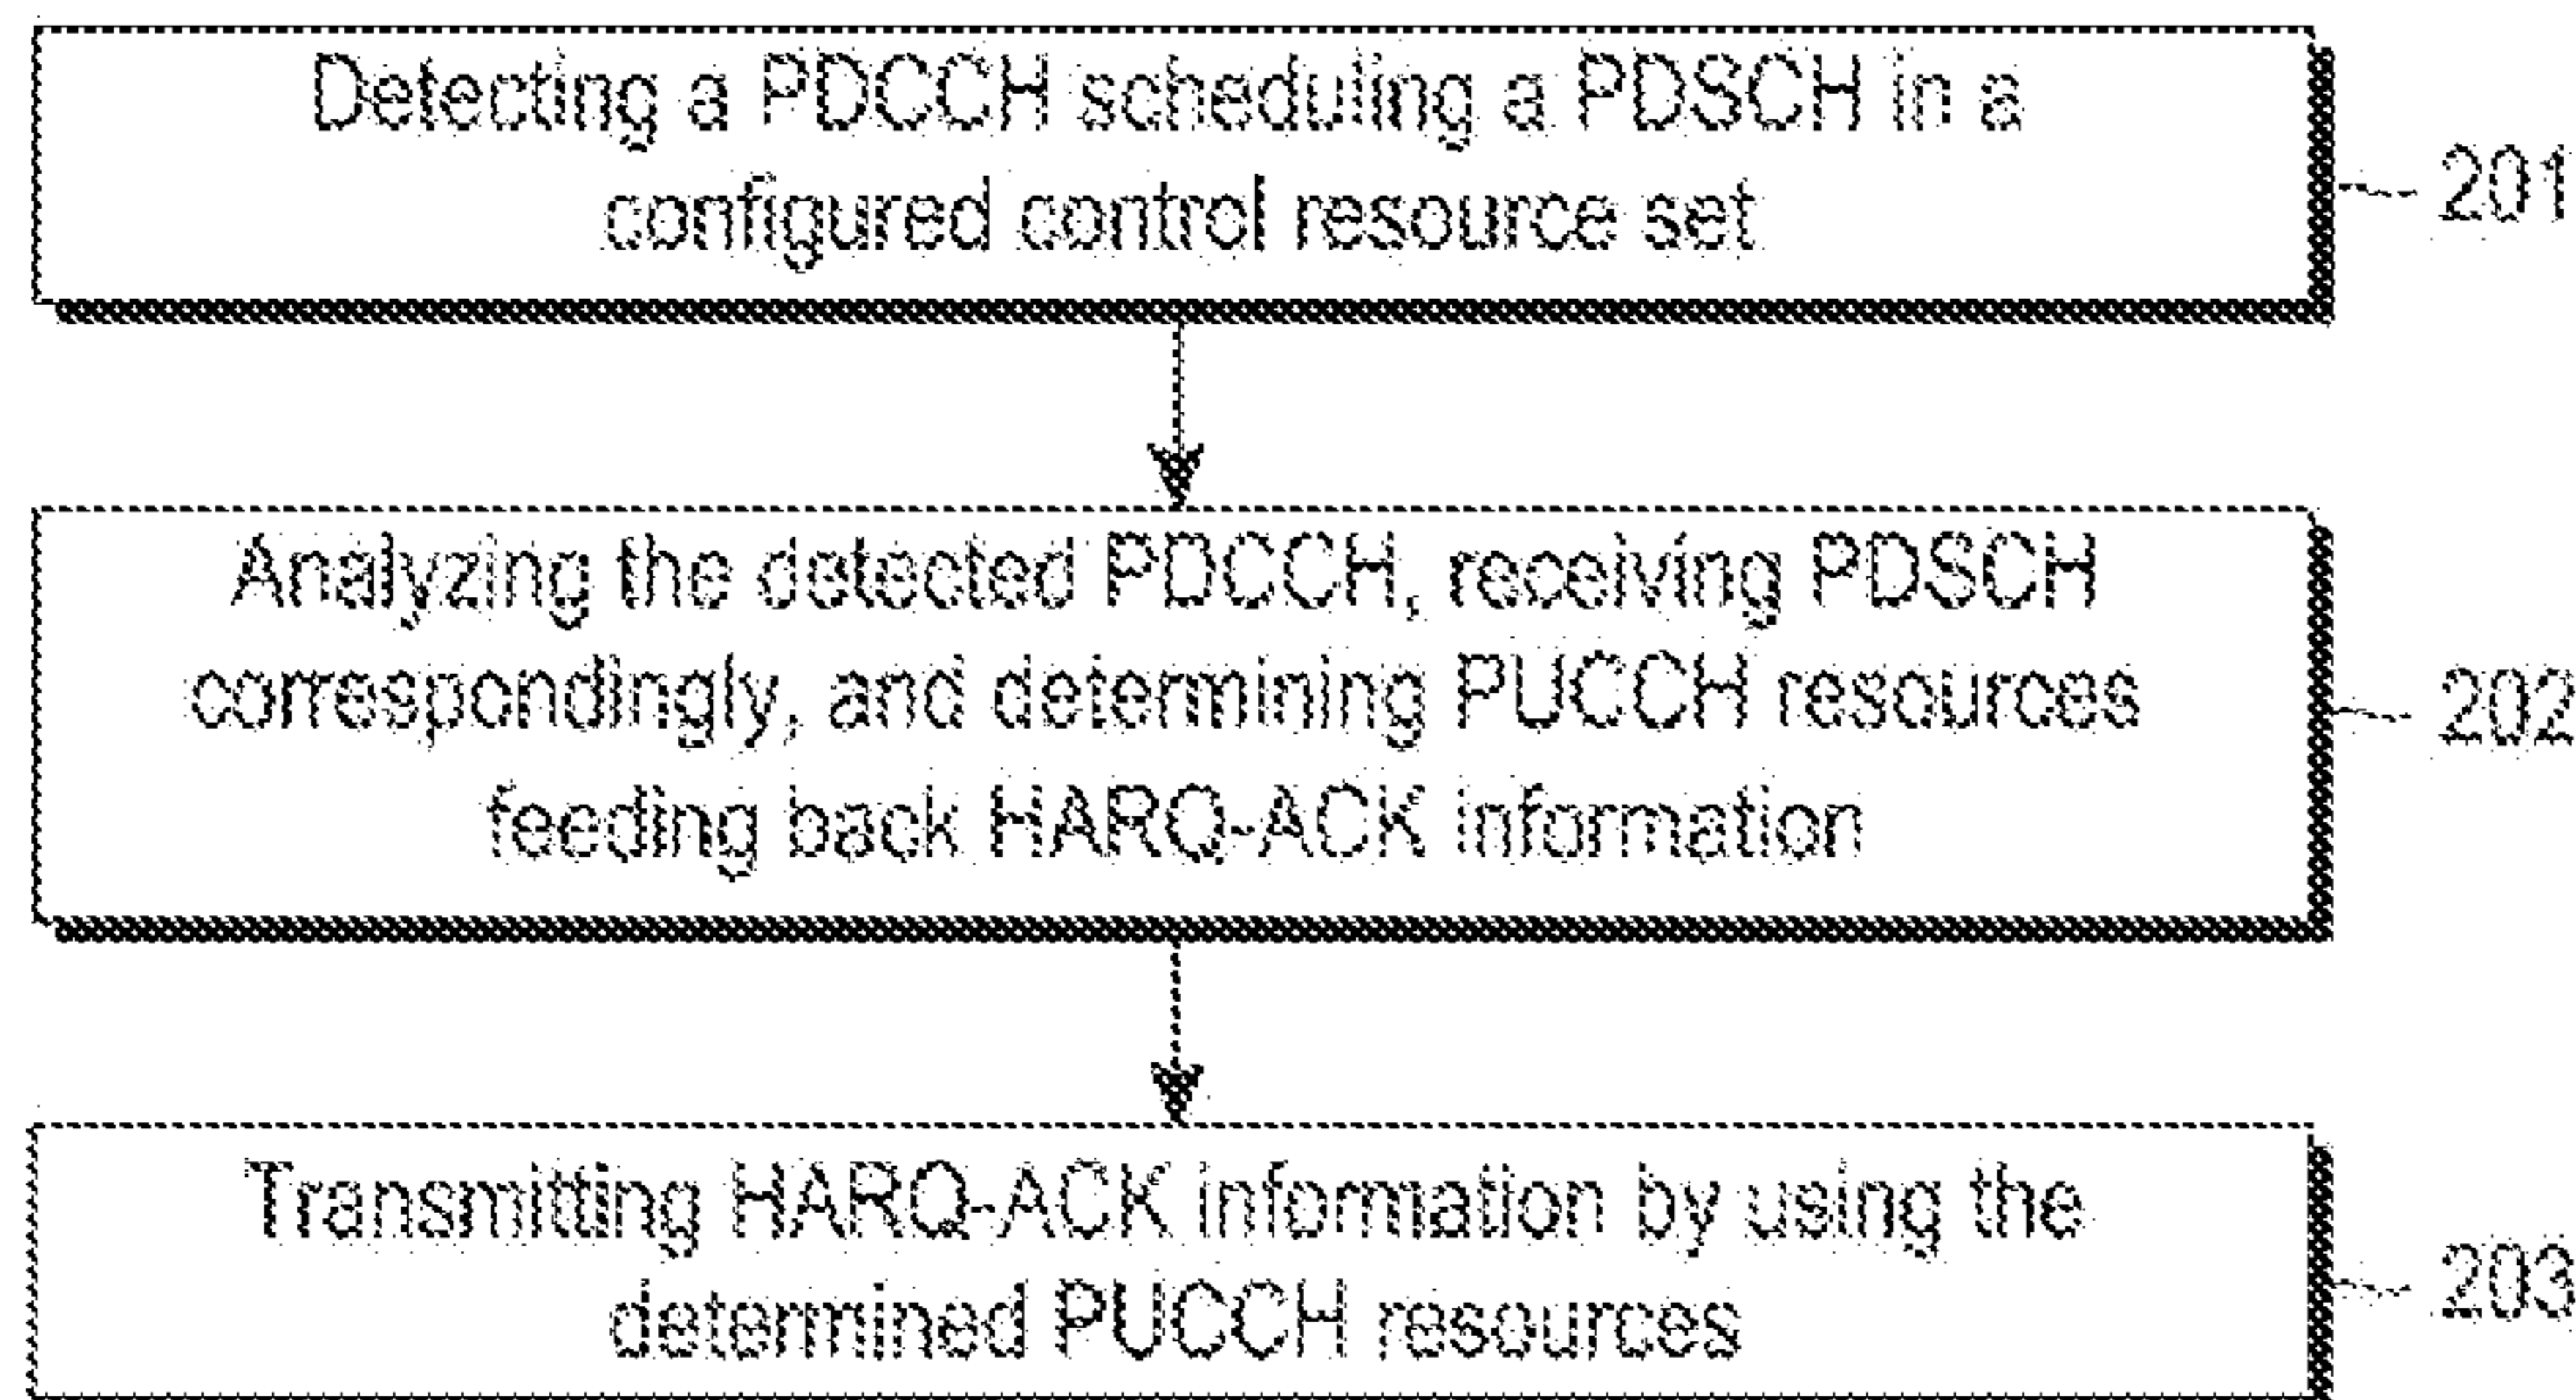 Detecting a PDCCH scheduling a PDSCH in a
configured control resource set
201
Analyzing the detected PDCCH, receiving PDSCH
correspondingly, and determining PUCCH resources
feeding back HARQ-ACK information
202
Transmitting HARQ-ACK information by using the
determined PUCCH resources
203